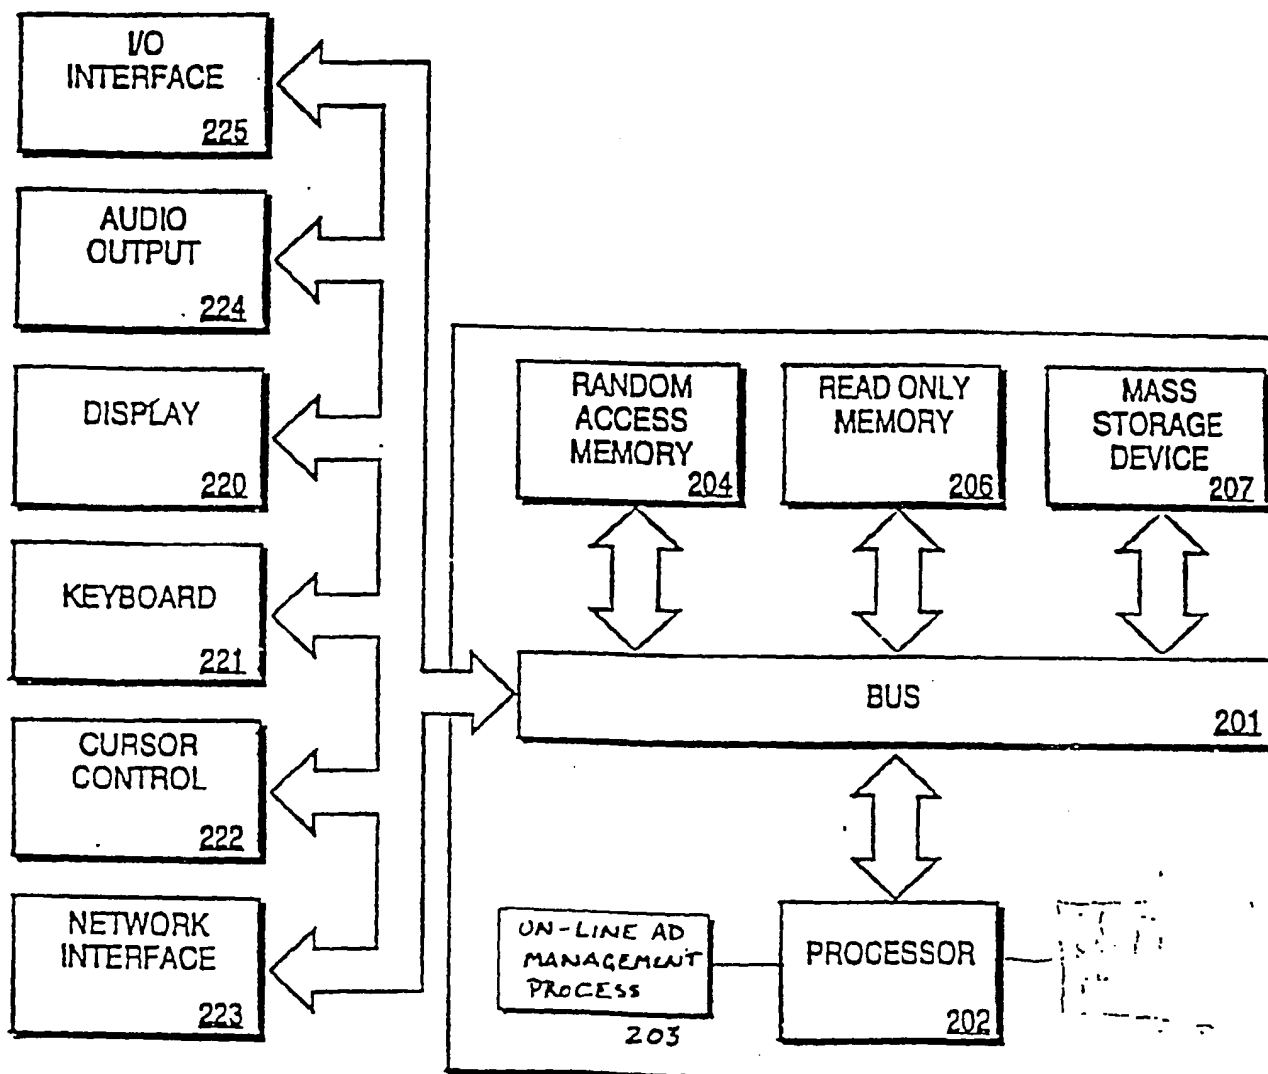 I/O
INTERFACE
225
AUDIO
OUTPUT
224
DISPLAY
220
KEYBOARD
221
CURSOR
CONTROL
222
NETWORK
INTERFACE
223
RANDOM
ACCESS
MEMORY
204
READ ONLY
MEMORY
206
MASS
STORAGE
DEVICE
207
BUS
201
UN-LINE AD
MANAGEMENT
PROCESS
203
PROCESSOR
202